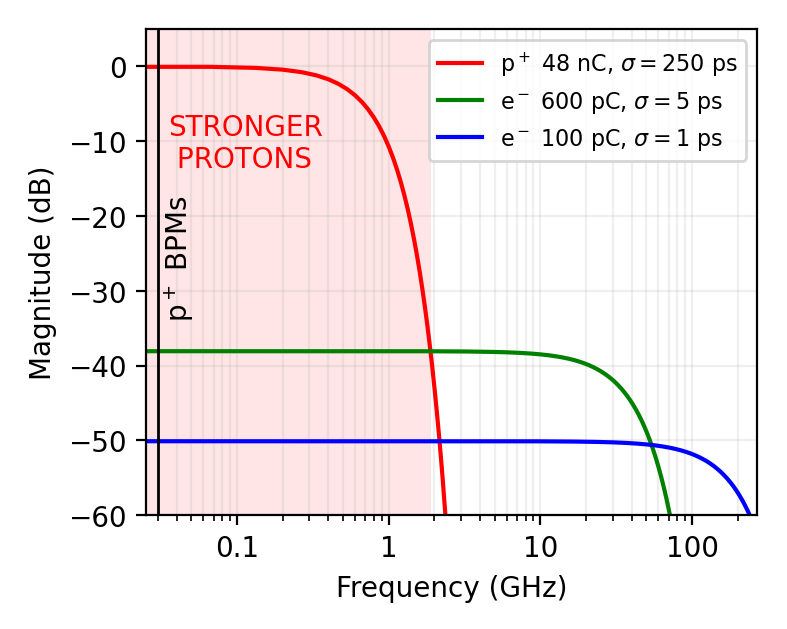 0
−10
−20
−30
−40
−50
−60
Magnitude (dB)
0.1
1
10
100
Frequency (GHz)
STRONGER
PROTONS
p⁺ BPMs
p⁺ 48 nC, σ = 250 ps
e⁻ 600 pC, σ = 5 ps
e⁻ 100 pC, σ = 1 ps